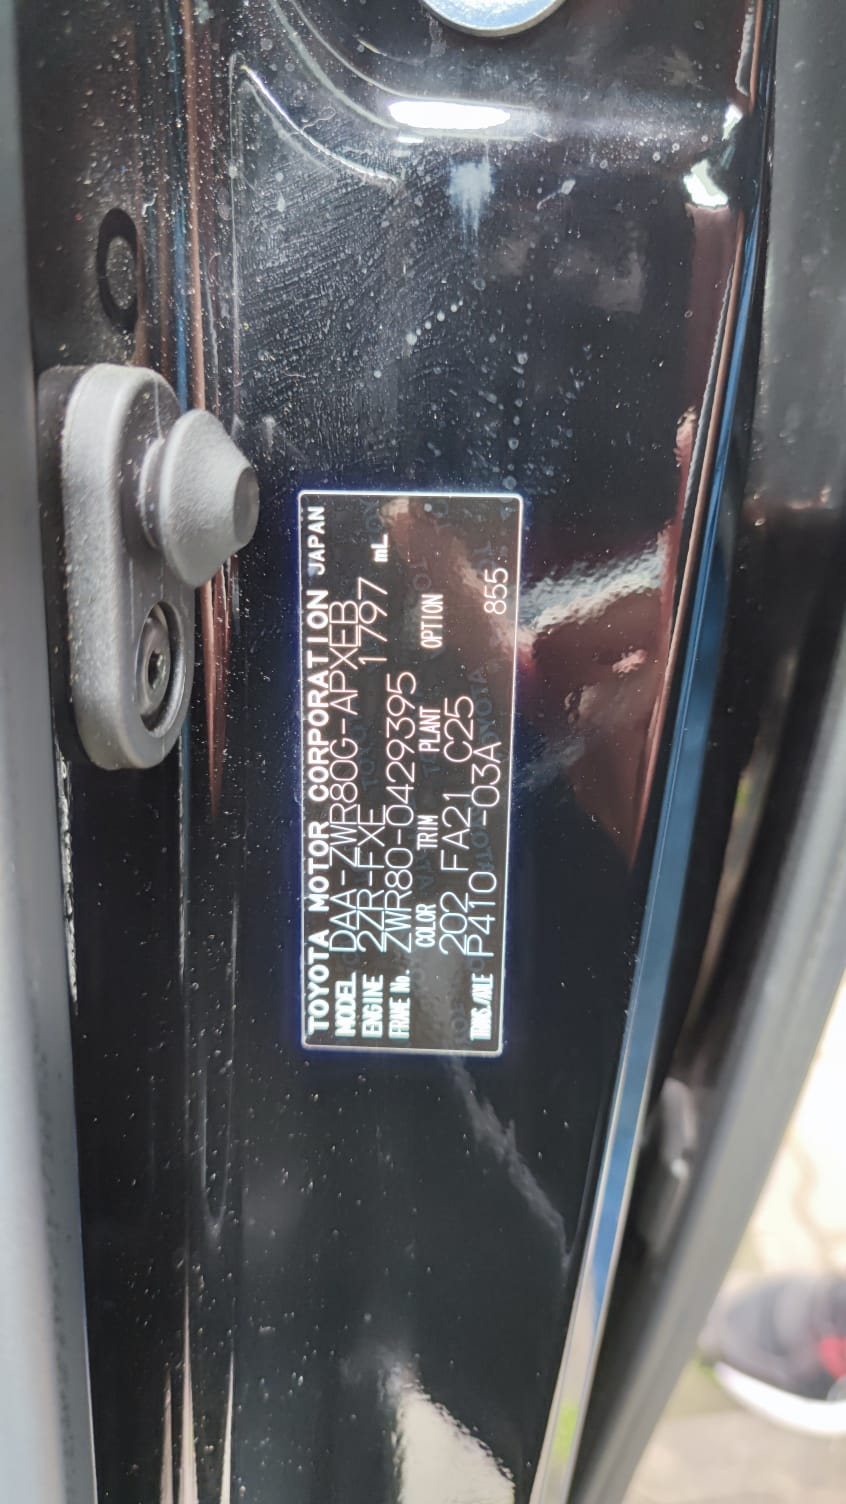 TOYOTA MOTOR CORPORATION JAPAN
MODEL DAA-ZWR80G-APXEB
ENGINE 2ZR-FXE 1797 mL
FRAME No. ZWR80-0429395
COLOR TRIM PLANT OPTION
202 FA21 C25
TRANS./AXLE P410 -03A 855